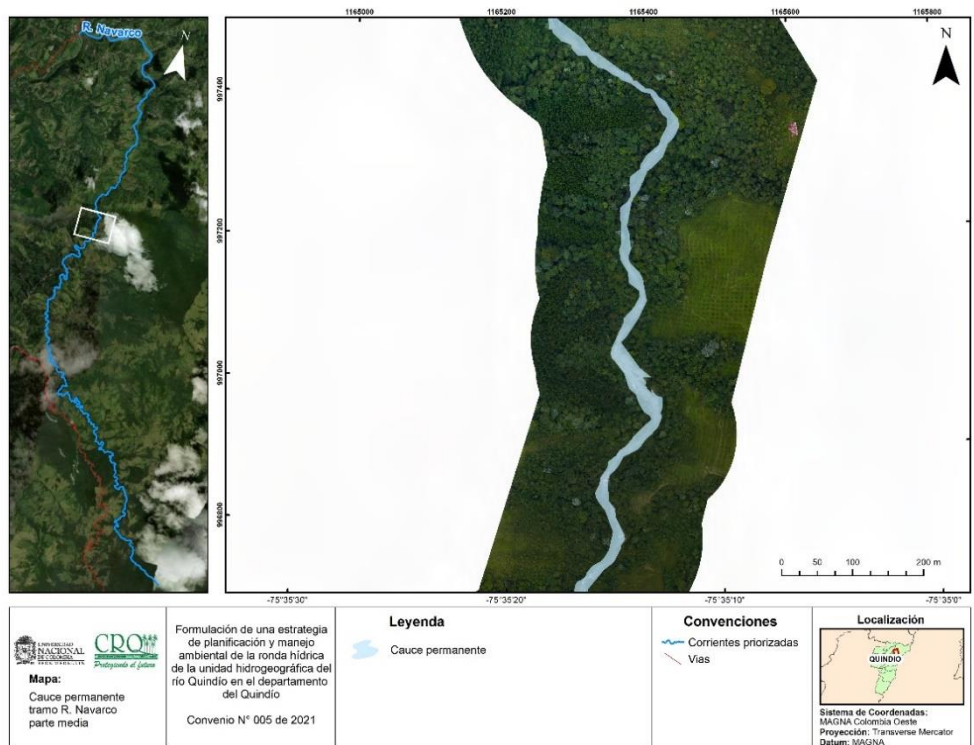 R. Navarco
N
1165000
1165200
1165400
1165600
1165800
N
997400
997200
997000
996800
0
50
100
200 m
-75°35'30"
-75°35'20"
-75°35'10"
-75°35'0"
UNIVERSIDAD
NACIONAL
DE COLOMBIA
CRQ
Protegiendo el futuro
Mapa:
Cauce permanente
tramo R. Navarco
parte media
Formulación de una estrategia
de planificación y manejo
ambiental de la ronda hídrica
de la unidad hidrogeográfica del
río Quindío en el departamento
del Quindío
Convenio N° 005 de 2021
Leyenda
Cauce permanente
Convenciones
Corrientes priorizadas
Vias
Localización
QUINDIO
Sistema de Coordenadas:
MAGNA Colombia Oeste
Proyección: Transverse Mercator
Datum: MAGNA